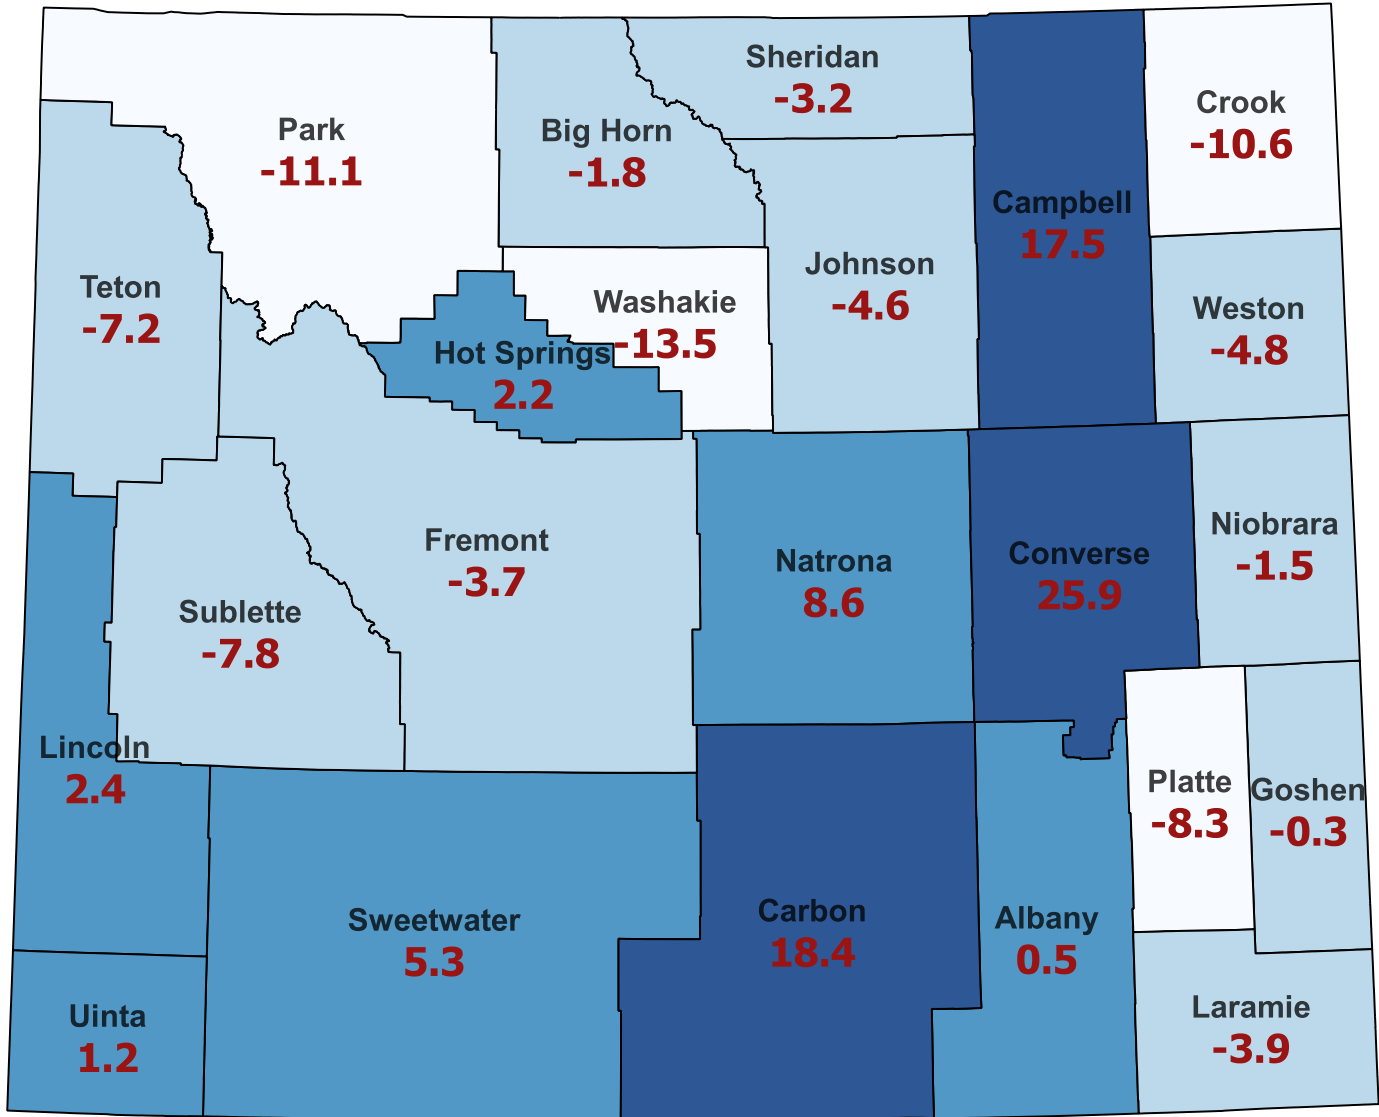 Sheridan
-3.2
Crook
-10.6
Park
-11.1
Big Horn
-1.8
Campbell
17.5
Teton
-7.2
Johnson
-4.6
Washakie
-13.5
Weston
-4.8
Hot Springs
2.2
Niobrara
-1.5
Fremont
-3.7
Natrona
8.6
Converse
25.9
Sublette
-7.8
Lincoln
2.4
Platte
-8.3
Goshen
-0.3
Sweetwater
5.3
Carbon
18.4
Albany
0.5
Uinta
1.2
Laramie
-3.9